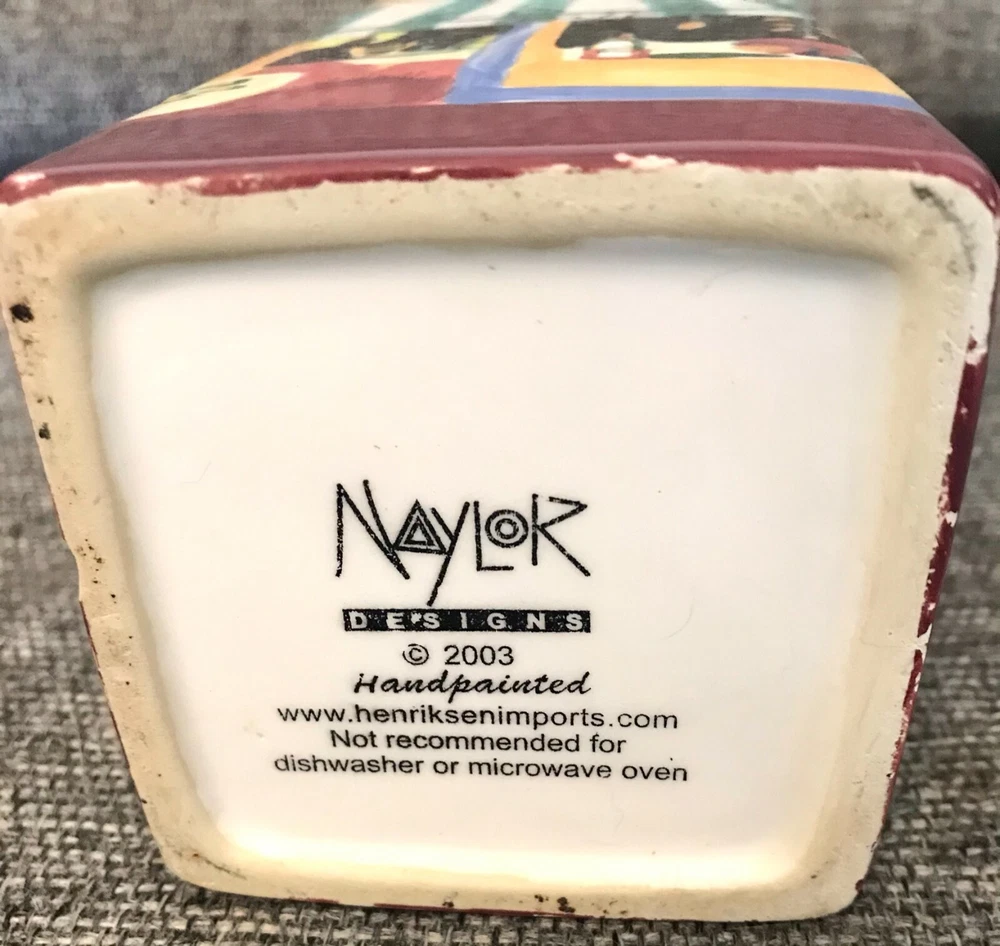 NAYLOR
DESIGNS
© 2003
Handpainted
www.henriksenimports.com
Not recommended for
dishwasher or microwave oven